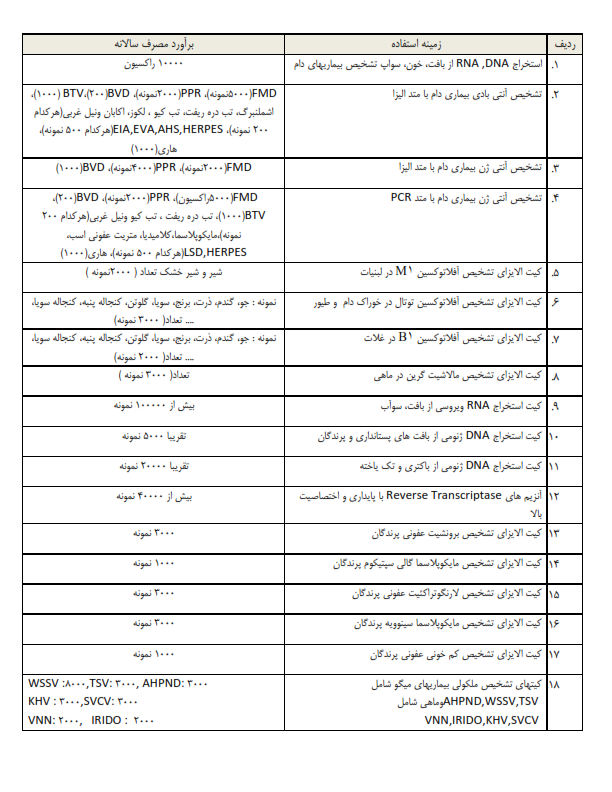 ردیف زمینه استفاده برآورد مصرف سالانه
۱. استخراج RNA ,DNA از بافت، خون، سواپ تشخیص بیماریهای دام ۱۰۰۰۰ راکسیون
۲. تشخیص آنتی بادی بیماری دام با متد الیزا FMD(۵۰۰۰نمونه)، PPR(۲۰۰۰نمونه)، BVD(۲۰۰)، BTV (۱۰۰۰)،
اشملنبرگ، تب دره ریفت، تب کیو ، لکوز، اکابان ونیل غربی(هرکدام
۲۰۰ نمونه)، EIA,EVA,AHS,HERPES(هرکدام ۵۰۰ نمونه)،
هاری(۱۰۰۰)
۳. تشخیص آنتی ژن بیماری دام با متد الیزا FMD(۲۰۰۰نمونه)، PPR(۴۰۰۰نمونه)، BVD(۱۰۰۰)
۴. تشخیص آنتی ژن بیماری دام با متد PCR FMD(۵۰۰۰راکسیون)، PPR(۲۰۰۰نمونه)، BVD(۲۰۰)،
BTV(۱۰۰۰)، تب دره ریفت ، تب کیو ونیل غربی(هرکدام ۲۰۰
نمونه)،مایکوپلاسما،کلامیدیا، متریت عفونی اسب،
LSD,HERPES(هرکدام ۵۰۰ نمونه)، هاری(۱۰۰۰)
۵. کیت الایزای تشخیص آفلاتوکسین M۱ در لبنیات شیر و شیر خشک تعداد ( ۲۰۰۰نمونه )
۶. کیت الایزای تشخیص آفلاتوکسین توتال در خوراک دام و طیور نمونه : جو، گندم، ذرت، برنج، سویا، گلوتن، کنجاله پنبه، کنجاله سویا،
.... تعداد( ۳۰۰۰ نمونه)
۷. کیت الایزای تشخیص آفلاتوکسین B۱ در غلات نمونه : جو، گندم، ذرت، برنج، سویا، گلوتن، کنجاله پنبه، کنجاله سویا،
.... تعداد( ۲۰۰۰ نمونه)
۸. کیت الایزای تشخیص مالاشیت گرین در ماهی تعداد( ۳۰۰۰ نمونه )
۹. کیت استخراج RNA ویروسی از بافت، سوآب بیش از ۱۰۰۰۰۰ نمونه
۱۰ کیت استخراج DNA ژنومی از بافت های پستانداری و پرندگان تقریبا ۵۰۰۰ نمونه
۱۱ کیت استخراج DNA ژنومی از باکتری و تک یاخته تقریبا ۲۰۰۰۰ نمونه
۱۲ آنزیم های Reverse Transcriptase با پایداری و اختصاصیت بیش از ۴۰۰۰۰ نمونه
بالا
۱۳ کیت الایزای تشخیص برونشیت عفونی پرندگان ۳۰۰۰ نمونه
۱۴ کیت الایزای تشخیص مایکوپلاسما گالی سپتیکوم پرندگان ۱۰۰۰ نمونه
۱۵ کیت الایزای تشخیص لارنگوتراکئیت عفونی پرندگان ۳۰۰۰ نمونه
۱۶ کیت الایزای تشخیص مایکوپلاسما سینوویه پرندگان ۳۰۰۰ نمونه
۱۷ کیت الایزای تشخیص کم خونی عفونی پرندگان ۱۰۰۰ نمونه
۱۸ کیتهای تشخیص ملکولی بیماریهای میگو شامل WSSV :۸۰۰۰,TSV: ۳۰۰۰, AHPND: ۳۰۰۰
AHPND,WSSV,TSVوماهی شامل KHV : ۳۰۰۰,SVCV: ۳۰۰۰
VNN,IRIDO,KHV,SVCV VNN: ۲۰۰۰, IRIDO : ۲۰۰۰